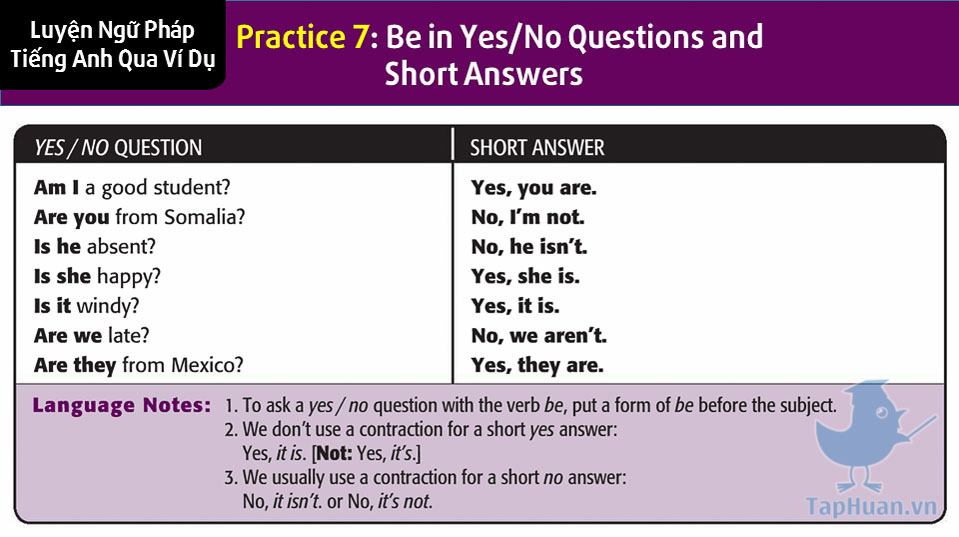 Luyện Ngữ Pháp
Tiếng Anh Qua Ví Dụ
Practice 7: Be in Yes/No Questions and
Short Answers
YES / NO QUESTION
SHORT ANSWER
Am I a good student?
Yes, you are.
Are you from Somalia?
No, I'm not.
Is he absent?
No, he isn't.
Is she happy?
Yes, she is.
Is it windy?
Yes, it is.
Are we late?
No, we aren't.
Are they from Mexico?
Yes, they are.
Language Notes: 1. To ask a yes / no question with the verb be, put a form of be before the subject.
2. We don't use a contraction for a short yes answer:
Yes, it is. [Not: Yes, it's.]
3. We usually use a contraction for a short no answer:
No, it isn't. or No, it's not.
TapHuan.vn